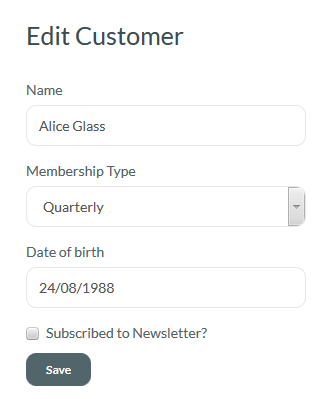 Edit Customer
Name
Alice Glass
Membership Type
Quarterly
Date of birth
24/08/1988
Subscribed to Newsletter?
Save